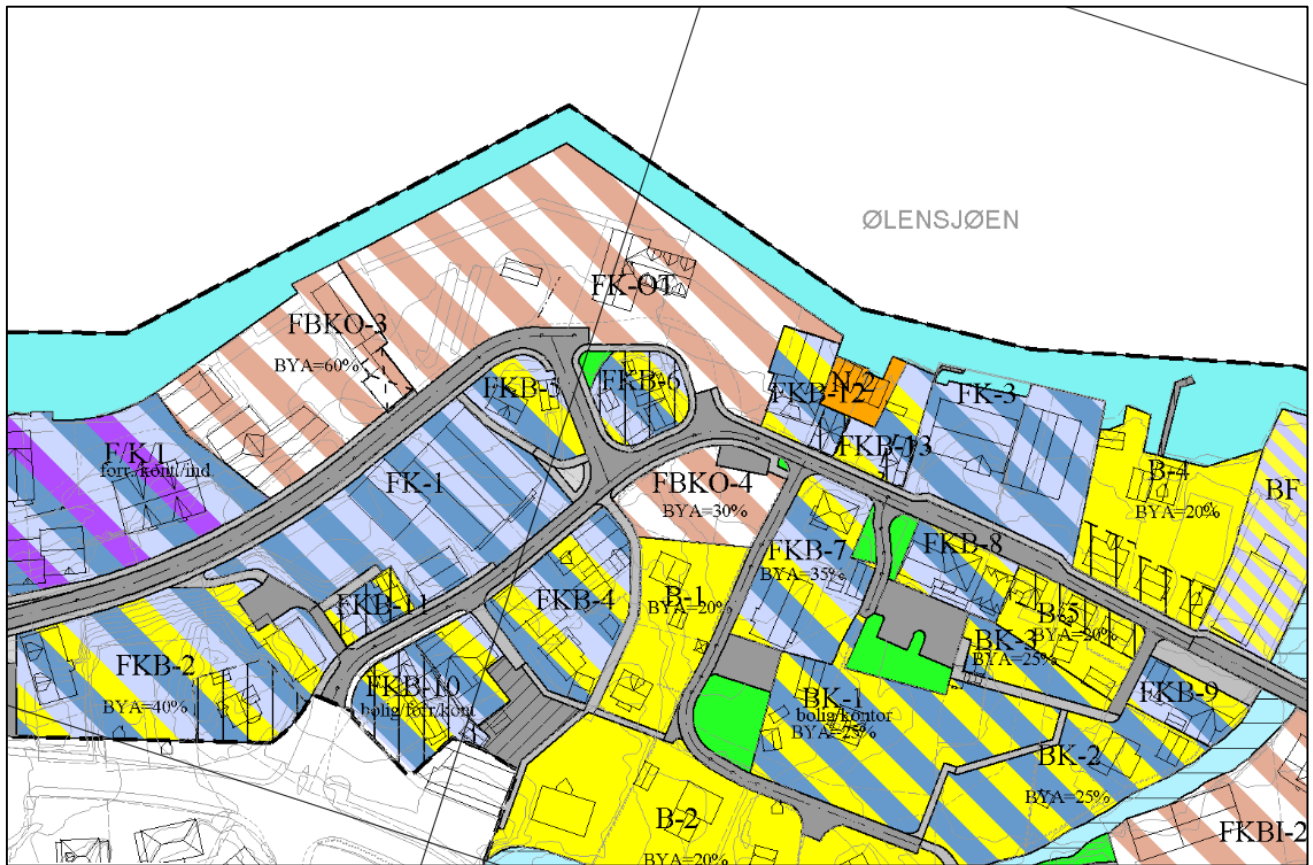 ØLENSJØEN
FK-OT
FBKO-3
BYA=60%
FKB-5
FKB-6
FKB-12
N-2
FK-3
F/K/I
forr./kont./ind.
FK-1
FBKO-4
BYA=30%
FKB-13
B-4
BYA=20%
BF
FKB-7
BYA=35%
FKB-8
FKB-11
FKB-4
B-1
BYA=20%
B-5
BYA=20%
BK-3
BYA=25%
FKB-2
BYA=40%
FKB-10
bolig/forr/kont
BK-1
bolig/kontor
BYA=25%
FKB-9
BK-2
BYA=25%
B-2
BYA=20%
FKBI-2